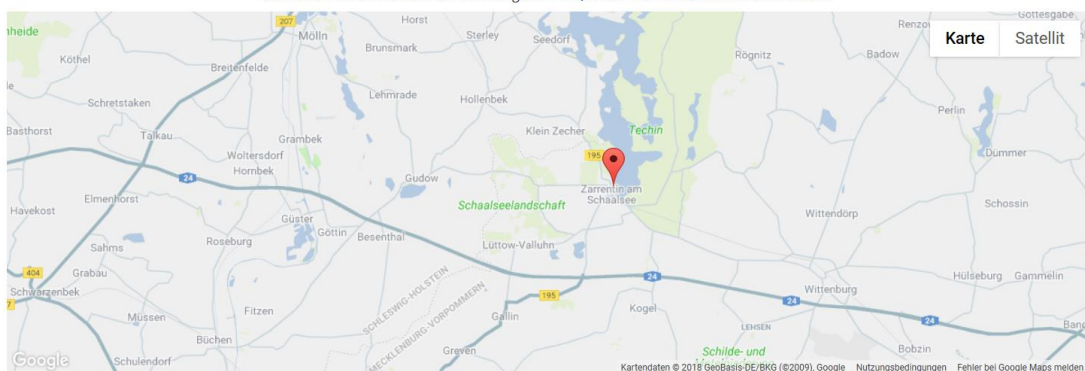 Karte Satellit
Gottesgabe
207
Horst
Mölln
Sterley
Seedorf
Brunsmark
Köthel
Breitenfelde
Rögnitz
Badow
Lehmrade
Hollenbek
Schretstaken
Perlin
Basthorst
Talkau
Grambek
Klein Zecher
Techin
Woltersdorf
Hornbek
195
Dümmer
24
Gudow
Zarrentin am
Schaalsee
Elmenhorst
Schaalseelandschaft
Schossin
Havekost
Güster
Göttin
Besenthal
Wittendörp
Roseburg
Sahms
Lüttow-Valluhn
404
Grabau
SCHLESWIG-HOLSTEIN
MECKLENBURG-VORPOMMERN
24
Hülseburg
Gammelin
Schwarzenbek
195
Wittenburg
24
Fitzen
Müssen
Gallin
Kogel
24
Büchen
LEHSEN
Greven
Bobzin
Schulendorf
Schilde- und
Google
Kartendaten © 2018 GeoBasis-DE/BKG (©2009), Google Nutzungsbedingungen Fehler bei Google Maps melden